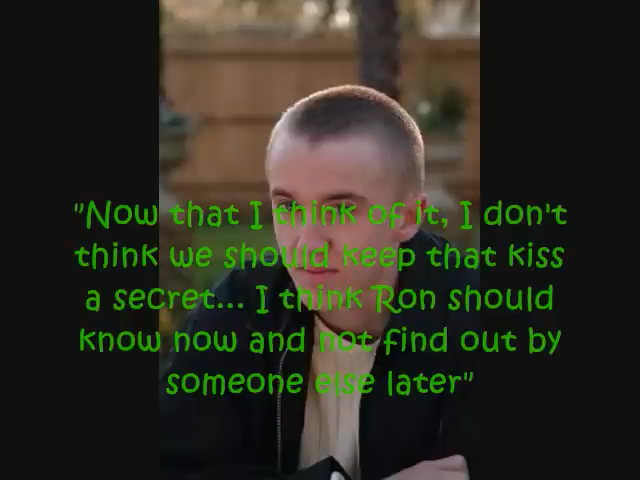 "Now that I think of it, I don't
think we should keep that kiss
a secret... I think Ron should
know now and not find out by
someone else later"